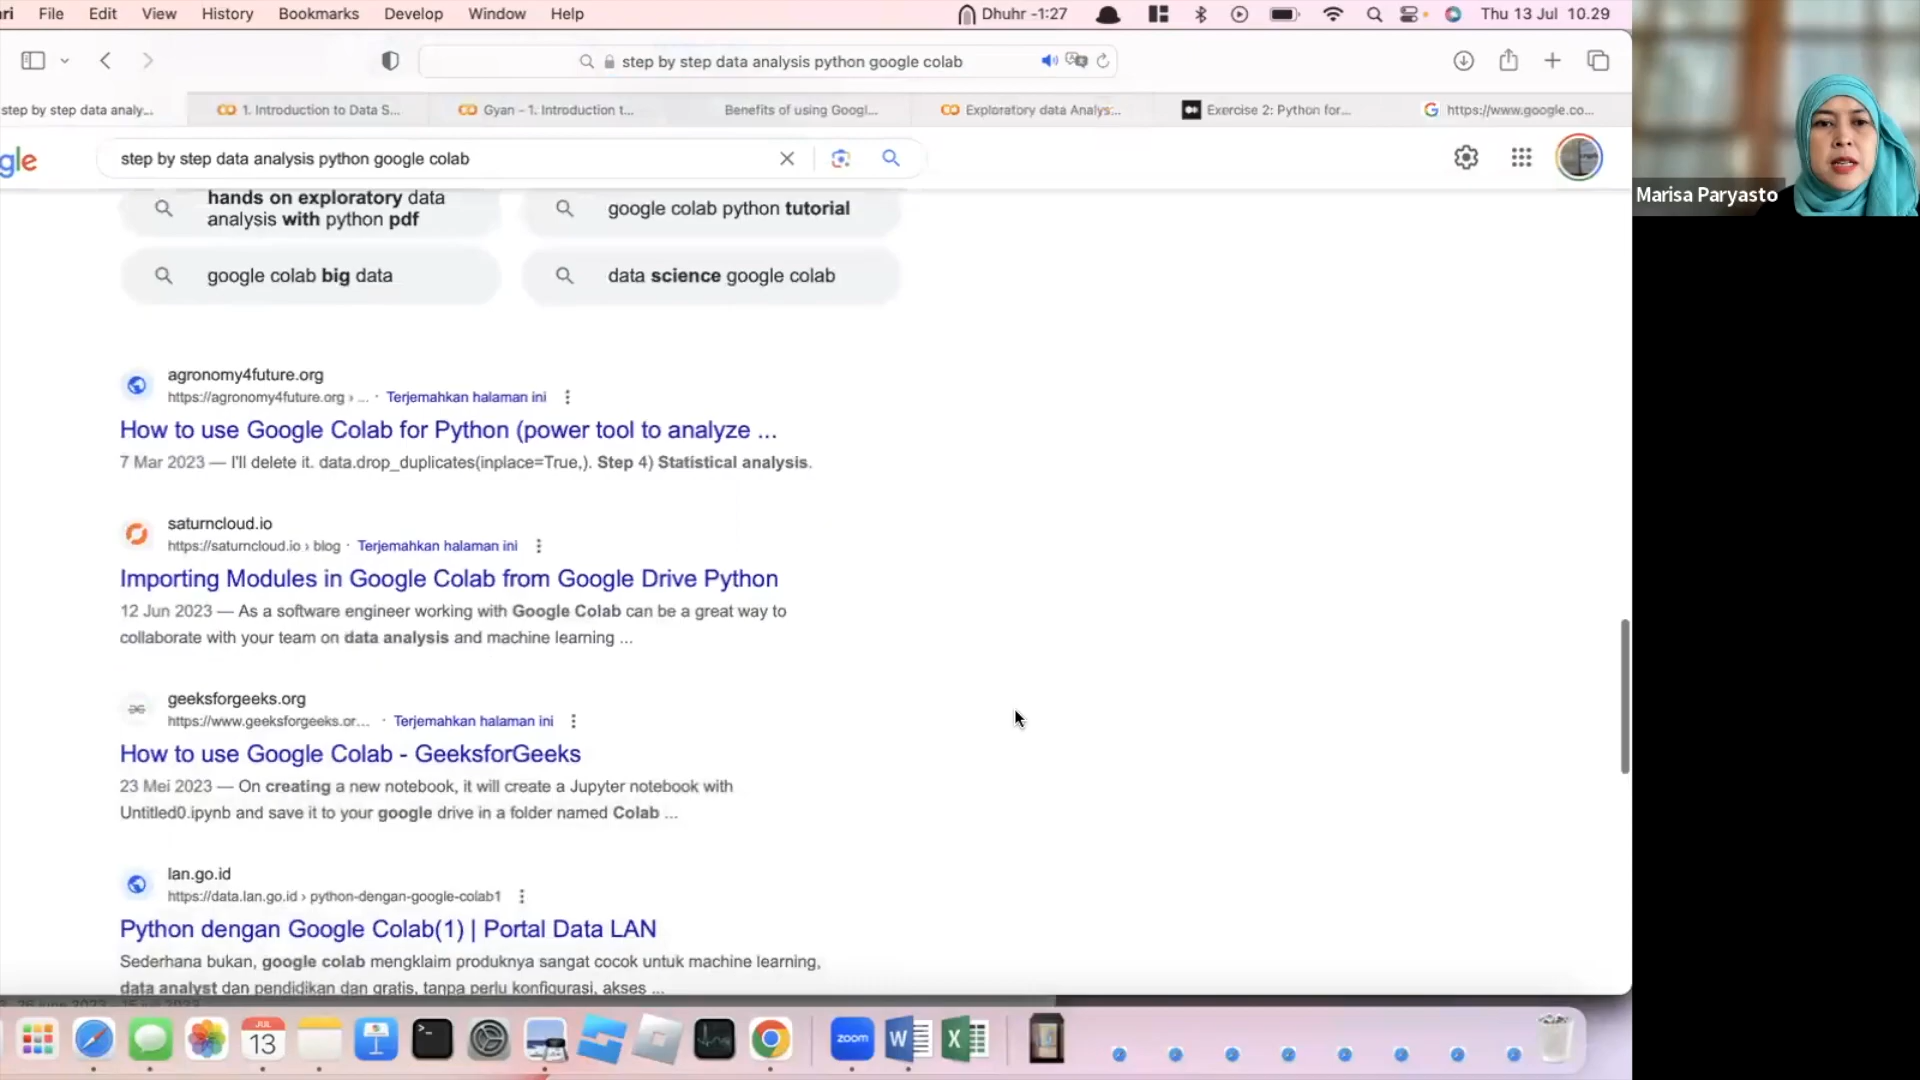 ri File Edit View History Bookmarks Develop Window Help Dhuhr -1:27 Thu 13 Jul 10.29
step by step data analysis python google colab
step by step data analy... 1. Introduction to Data S... Gyan - 1. Introduction t... Benefits of using Googl... Exploratory data Analys... Exercise 2: Python for... https://www.google.co...
gle step by step data analysis python google colab
Marisa Paryasto
hands on exploratory data
analysis with python pdf
google colab python tutorial
google colab big data
data science google colab
agronomy4future.org
https://agronomy4future.org › ... · Terjemahkan halaman ini
How to use Google Colab for Python (power tool to analyze ...
7 Mar 2023 — I'll delete it. data.drop_duplicates(inplace=True,). Step 4) Statistical analysis.
saturncloud.io
https://saturncloud.io › blog · Terjemahkan halaman ini
Importing Modules in Google Colab from Google Drive Python
12 Jun 2023 — As a software engineer working with Google Colab can be a great way to
collaborate with your team on data analysis and machine learning ...
geeksforgeeks.org
https://www.geeksforgeeks.or... · Terjemahkan halaman ini
How to use Google Colab - GeeksforGeeks
23 Mei 2023 — On creating a new notebook, it will create a Jupyter notebook with
Untitled0.ipynb and save it to your google drive in a folder named Colab ...
lan.go.id
https://data.lan.go.id › python-dengan-google-colab1
Python dengan Google Colab(1) | Portal Data LAN
Sederhana bukan, google colab mengklaim produknya sangat cocok untuk machine learning,
data analyst dan pendidikan dan gratis, tanpa perlu konfigurasi, akses ...
JUL
13
zoom
W
X